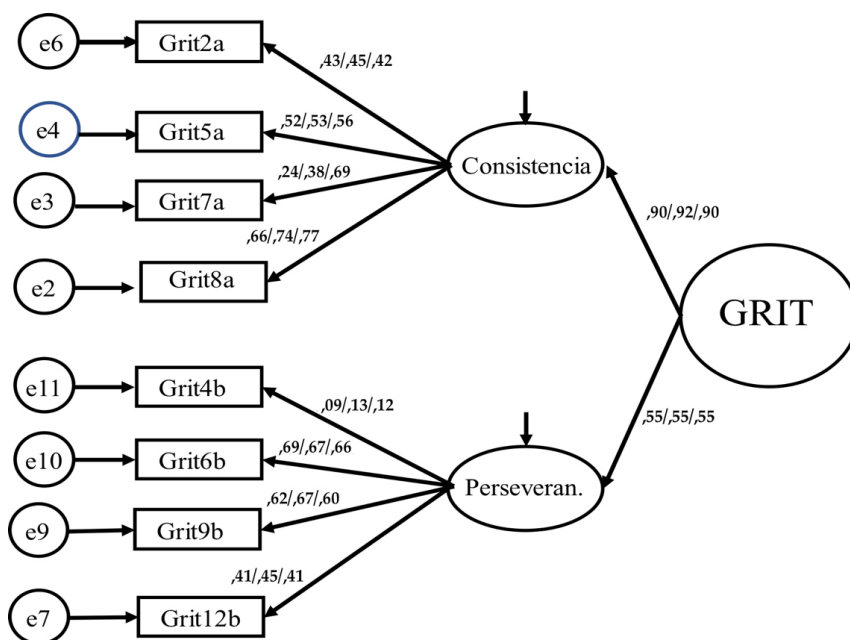 e6
Grit2a
,43/,45/,42
e4
Grit5a
,52/,53/,56
Consistencia
e3
Grit7a
,24/,38/,69
,90/,92/,90
,66/,74/,77
e2
Grit8a
GRIT
e11
Grit4b
,09/,13/,12
,55/,55/,55
e10
Grit6b
,69/,67/,66
Perseveran.
e9
Grit9b
,62/,67/,60
,41/,45/,41
e7
Grit12b